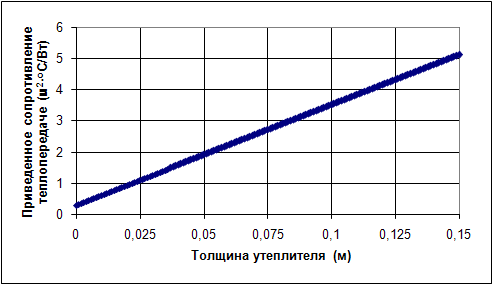 Приведенное сопротивление
теплопередаче (м²·°С/Вт)
6
5
4
3
2
1
0
0 0,025 0,05 0,075 0,1 0,125 0,15
Толщина утеплителя (м)